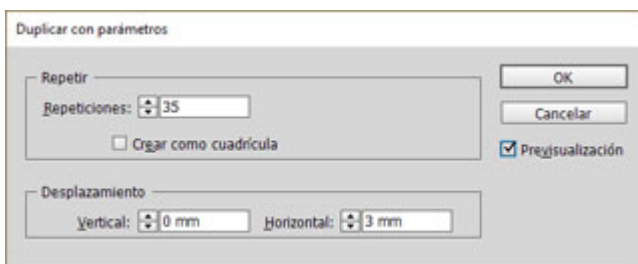 Duplicar con parámetros
Repetir
Repeticiones: 35
Crear como cuadrícula
OK
Cancelar
Previsualización
Desplazamiento
Vertical: 0 mm Horizontal: 3 mm